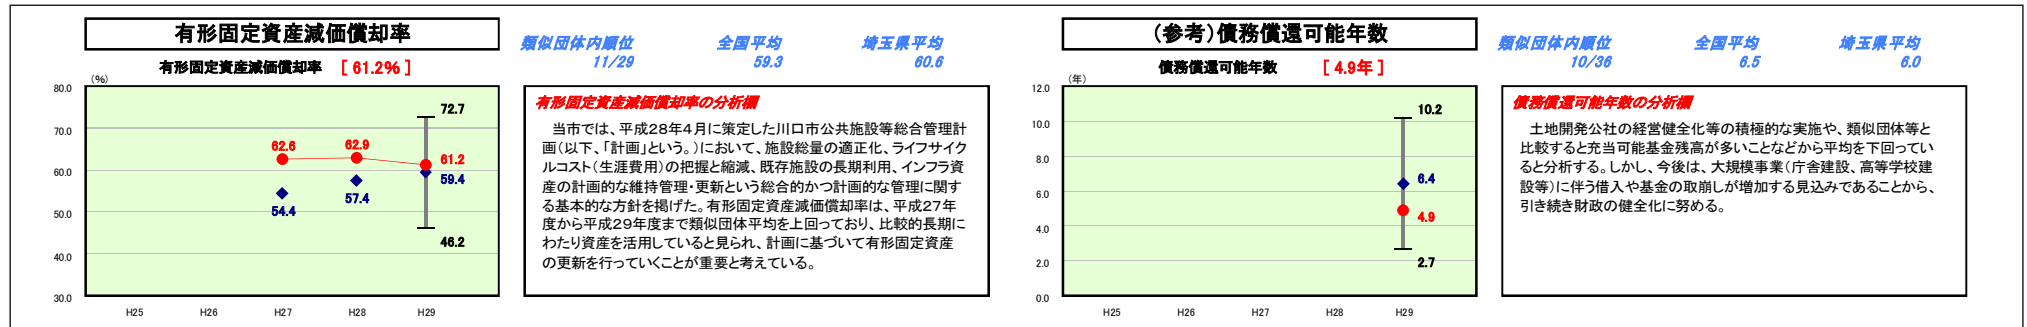 有形固定資産減価償却率
類似団体内順位
11/29
全国平均
59.3
埼玉県平均
60.6
有形固定資産減価償却率 [ 61.2% ]
(%)
80.0
70.0
60.0
50.0
40.0
30.0
72.7
62.6
62.9
61.2
59.4
57.4
54.4
46.2
H25
H26
H27
H28
H29
有形固定資産減価償却率の分析欄
当市では、平成28年4月に策定した川口市公共施設等総合管理計
画(以下、「計画」という。)において、施設総量の適正化、ライフサイク
ルコスト(生涯費用)の把握と縮減、既存施設の長期利用、インフラ資
産の計画的な維持管理・更新という総合的かつ計画的な管理に関す
る基本的な方針を掲げた。有形固定資産減価償却率は、平成27年
度から平成29年度まで類似団体平均を上回っており、比較的長期に
わたり資産を活用していると見られ、計画に基づいて有形固定資産
の更新を行っていくことが重要と考えている。
(参考)債務償還可能年数
類似団体内順位
10/36
全国平均
6.5
埼玉県平均
6.0
債務償還可能年数 [ 4.9年 ]
(年)
12.0
10.0
8.0
6.0
4.0
2.0
0.0
10.2
6.4
4.9
2.7
H25
H26
H27
H28
H29
債務償還可能年数の分析欄
土地開発公社の経営健全化等の積極的な実施や、類似団体等と
比較すると充当可能基金残高が多いことなどから平均を下回ってい
ると分析する。しかし、今後は、大規模事業(庁舎建設、高等学校建
設等)に伴う借入や基金の取崩しが増加する見込みであることから、
引き続き財政の健全化に努める。